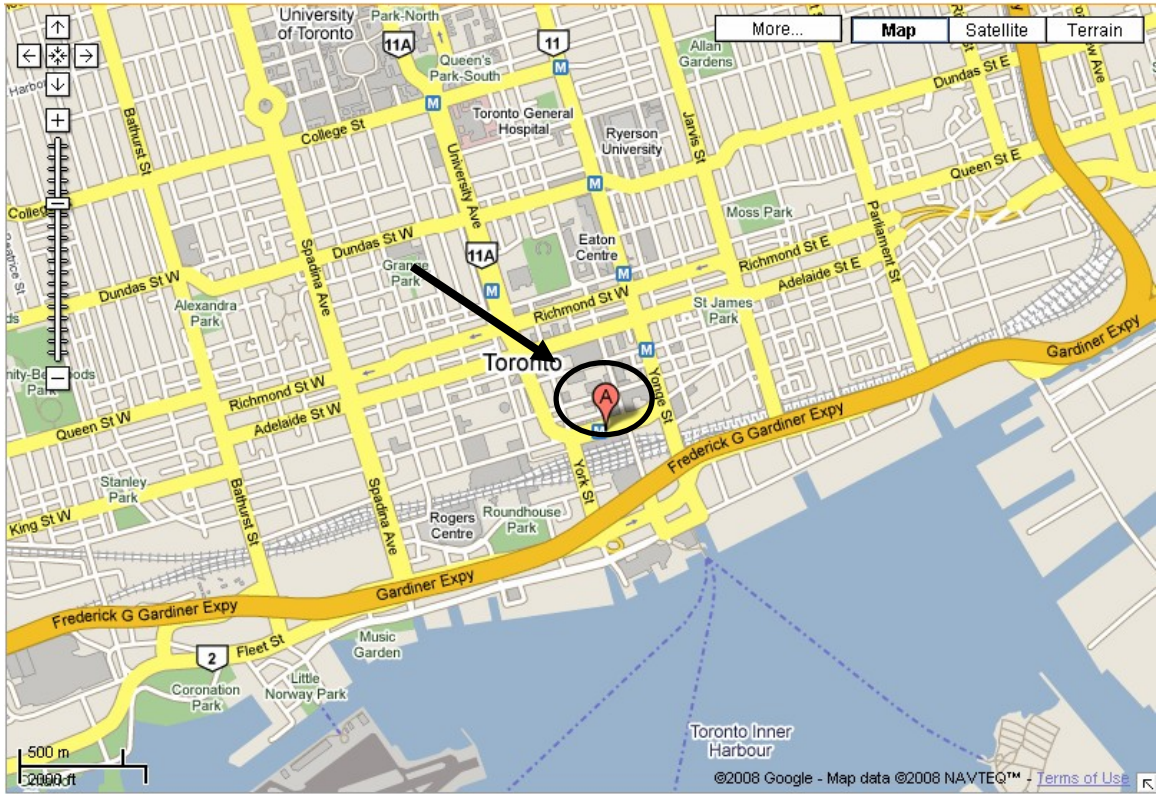 University
of Toronto
Park-North
11A
11
Queen's
Park-South
Allan
Gardens
More...
Map
Satellite
Terrain
Dundas St E
Bathurst St
College St
M
M
Toronto General
Hospital
Ryerson
University
Jarvis St
University Ave
Queen St E
M
Moss Park
Parliament St
Spadina Ave
Dundas St W
11A
Eaton
Centre
Grange
Park
Richmond St E
Adelaide St E
M
M
Dundas St W
Alexandra
Park
Richmond St W
St James
Park
Toronto
M
Gardiner Expy
Yonge St
A
M
Richmond St W
Adelaide St W
Queen St W
Frederick G Gardiner Expy
York St
Stanley
Park
Bathurst St
Spadina Ave
Rogers
Centre
Roundhouse
Park
King St W
Gardiner Expy
Frederick G Gardiner Expy
Fleet St
2
Music
Garden
Little
Norway Park
Coronation
Park
Toronto Inner
Harbour
500 m
2000 ft
©2008 Google - Map data ©2008 NAVTEQ™ - Terms of Use